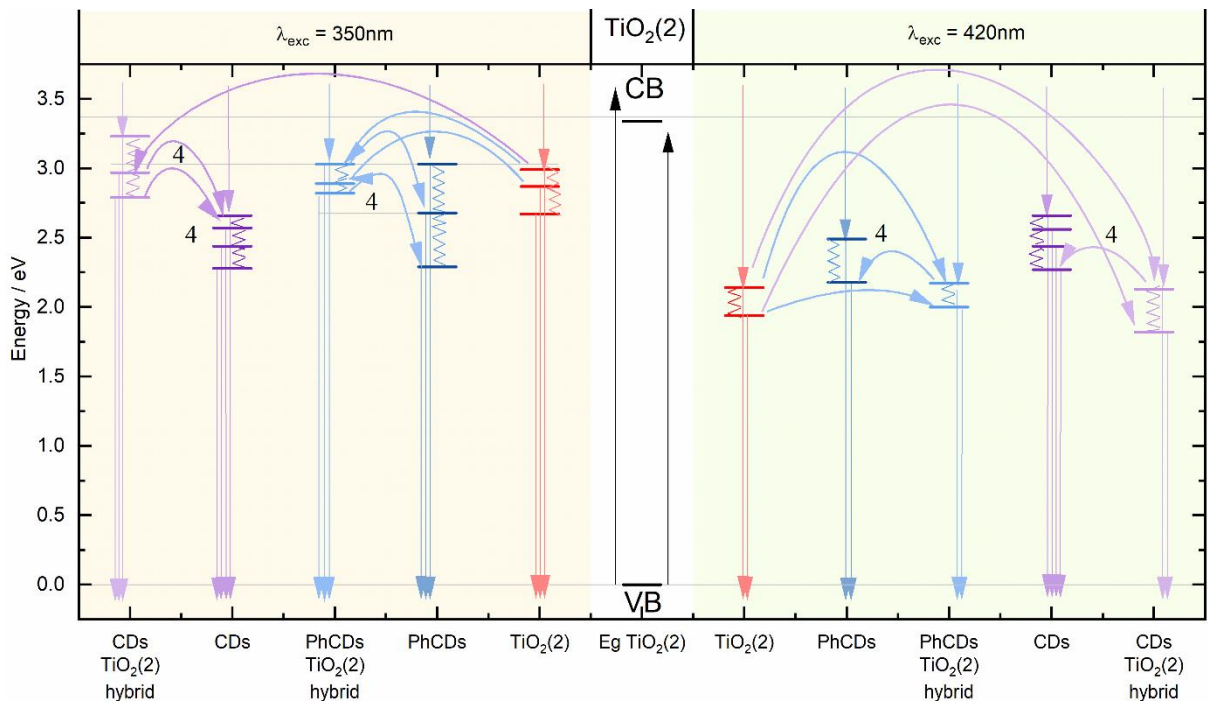 λexc = 350nm
TiO2(2)
λexc = 420nm
Energy / eV
3.5
3.0
2.5
2.0
1.5
1.0
0.5
0.0
CB
VB
4
4
4
4
4
CDs
TiO2(2)
hybrid
CDs
PhCDs
TiO2(2)
hybrid
PhCDs
TiO2(2)
Eg TiO2(2)
TiO2(2)
PhCDs
PhCDs
TiO2(2)
hybrid
CDs
CDs
TiO2(2)
hybrid